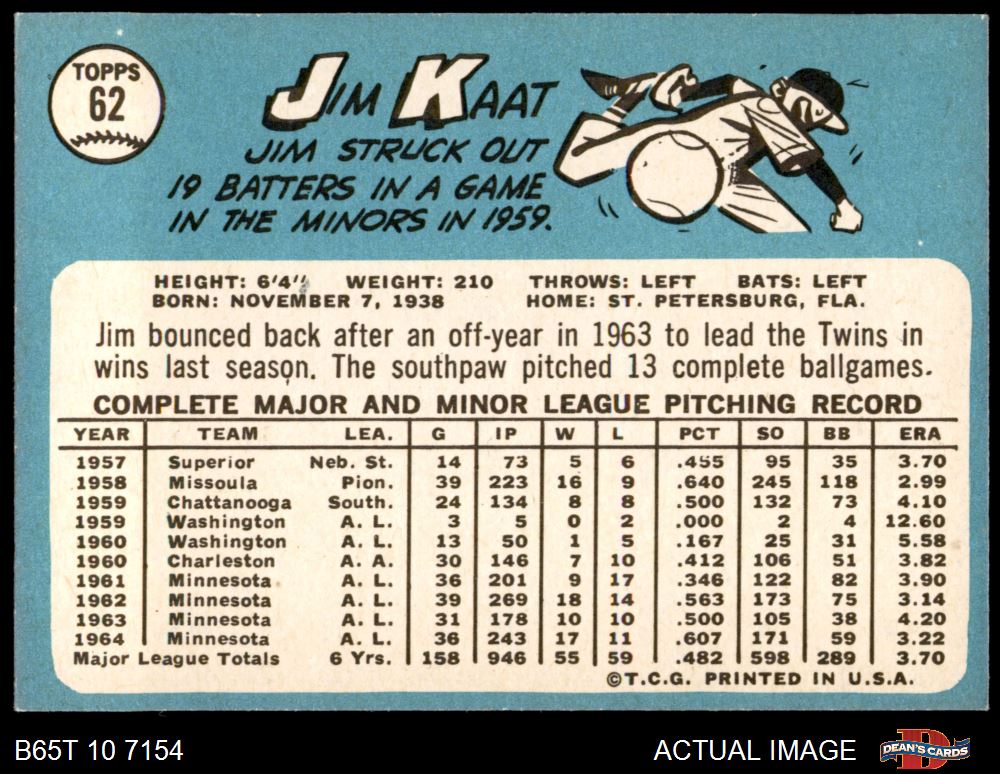 TOPPS
62
JIM KAAT
JIM STRUCK OUT
19 BATTERS IN A GAME
IN THE MINORS IN 1959.
HEIGHT: 6'4" WEIGHT: 210 THROWS: LEFT BATS: LEFT
BORN: NOVEMBER 7, 1938 HOME: ST. PETERSBURG, FLA.
Jim bounced back after an off-year in 1963 to lead the Twins in
wins last season. The southpaw pitched 13 complete ballgames.
COMPLETE MAJOR AND MINOR LEAGUE PITCHING RECORD
YEAR TEAM LEA. G IP W L PCT SO BB ERA
1957 Superior Neb. St. 14 73 5 6 .455 95 35 3.70
1958 Missoula Pion. 39 223 16 9 .640 245 118 2.99
1959 Chattanooga South. 24 134 8 8 .500 132 73 4.10
1959 Washington A. L. 3 5 0 2 .000 2 4 12.60
1960 Washington A. L. 13 50 1 5 .167 25 31 5.58
1960 Charleston A. A. 30 146 7 10 .412 106 51 3.82
1961 Minnesota A. L. 36 201 9 17 .346 122 82 3.90
1962 Minnesota A. L. 39 269 18 14 .563 173 75 3.14
1963 Minnesota A. L. 31 178 10 10 .500 105 38 4.20
1964 Minnesota A. L. 36 243 17 11 .607 171 59 3.22
Major League Totals 6 Yrs. 158 946 55 59 .482 598 289 3.70
©T.C.G. PRINTED IN U.S.A.
B65T 10 7154 ACTUAL IMAGE DEAN'S CARDS